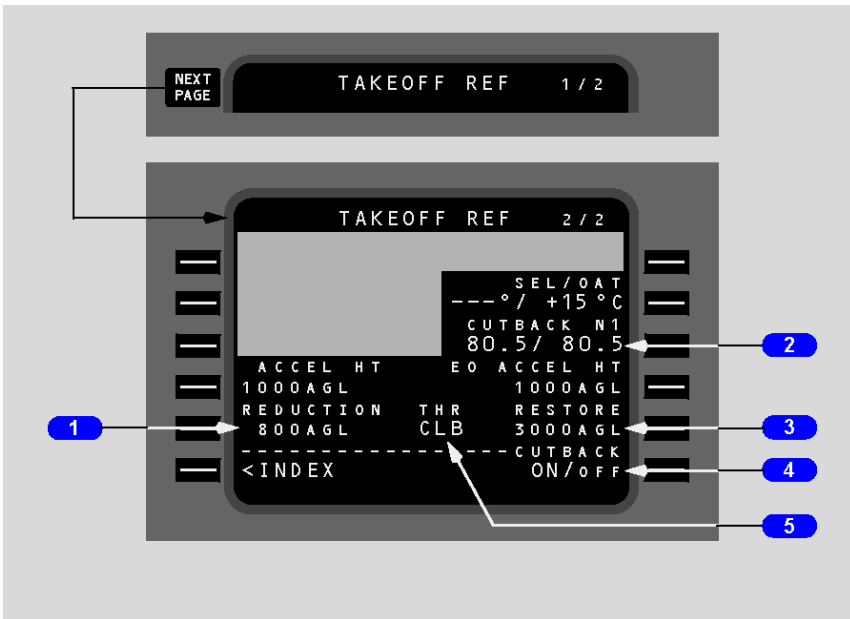 NEXT
PAGE
TAKEOFF REF 1/2
TAKEOFF REF 2/2
SEL/OAT
---°/ +15°C
CUTBACK N1
80.5/ 80.5
2
ACCEL HT EO ACCEL HT
1000AGL 1000AGL
REDUCTION THR RESTORE
1 800AGL CLB 3000AGL 3
--------------------CUTBACK
<INDEX ON/OFF 4
5